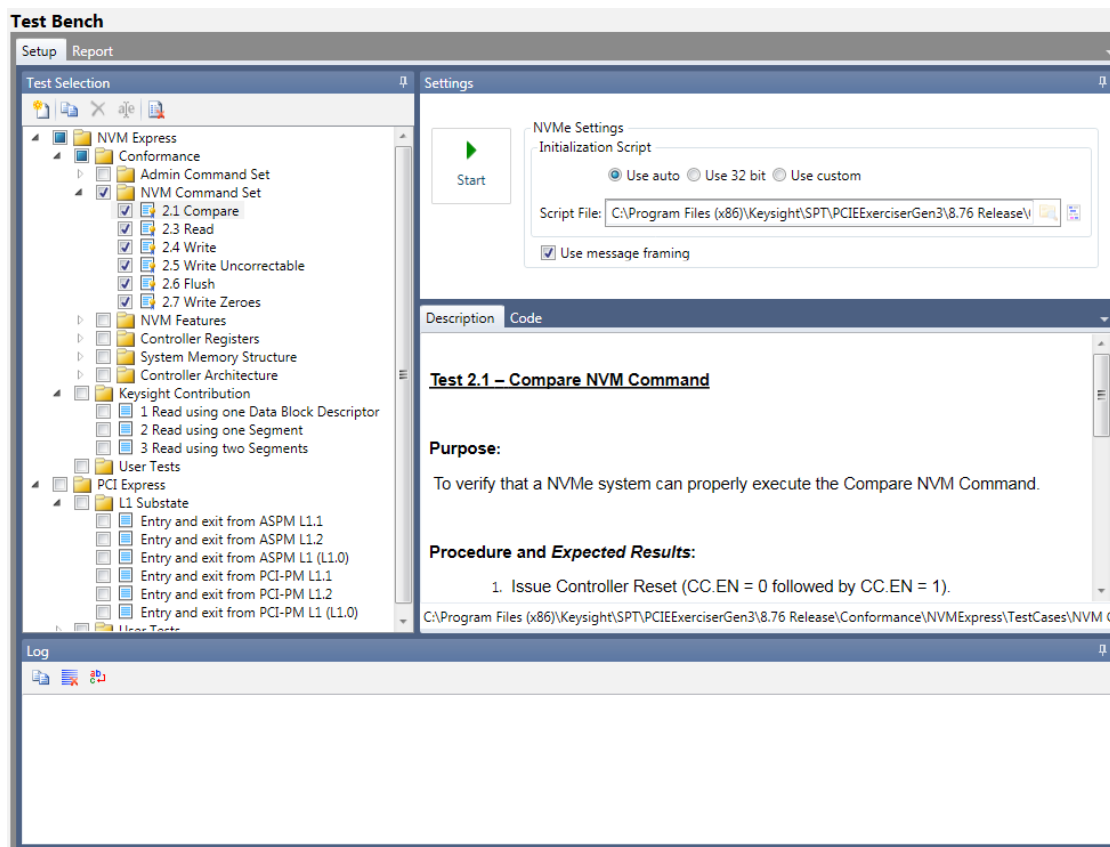 Test Bench
Setup Report
Test Selection
NVM Express
Conformance
Admin Command Set
NVM Command Set
2.1 Compare
2.3 Read
2.4 Write
2.5 Write Uncorrectable
2.6 Flush
2.7 Write Zeroes
NVM Features
Controller Registers
System Memory Structure
Controller Architecture
Keysight Contribution
1 Read using one Data Block Descriptor
2 Read using one Segment
3 Read using two Segments
User Tests
PCI Express
L1 Substate
Entry and exit from ASPM L1.1
Entry and exit from ASPM L1.2
Entry and exit from ASPM L1 (L1.0)
Entry and exit from PCI-PM L1.1
Entry and exit from PCI-PM L1.2
Entry and exit from PCI-PM L1 (L1.0)
User Tests
Settings
Start
NVMe Settings
Initialization Script
Use auto Use 32 bit Use custom
Script File: C:\Program Files (x86)\Keysight\SPT\PCIEExerciserGen3\8.76 Release\
Use message framing
Description Code
Test 2.1 – Compare NVM Command
Purpose:
To verify that a NVMe system can properly execute the Compare NVM Command.
Procedure and Expected Results:
1. Issue Controller Reset (CC.EN = 0 followed by CC.EN = 1).
C:\Program Files (x86)\Keysight\SPT\PCIEExerciserGen3\8.76 Release\Conformance\NVMExpress\TestCases\NVM
Log